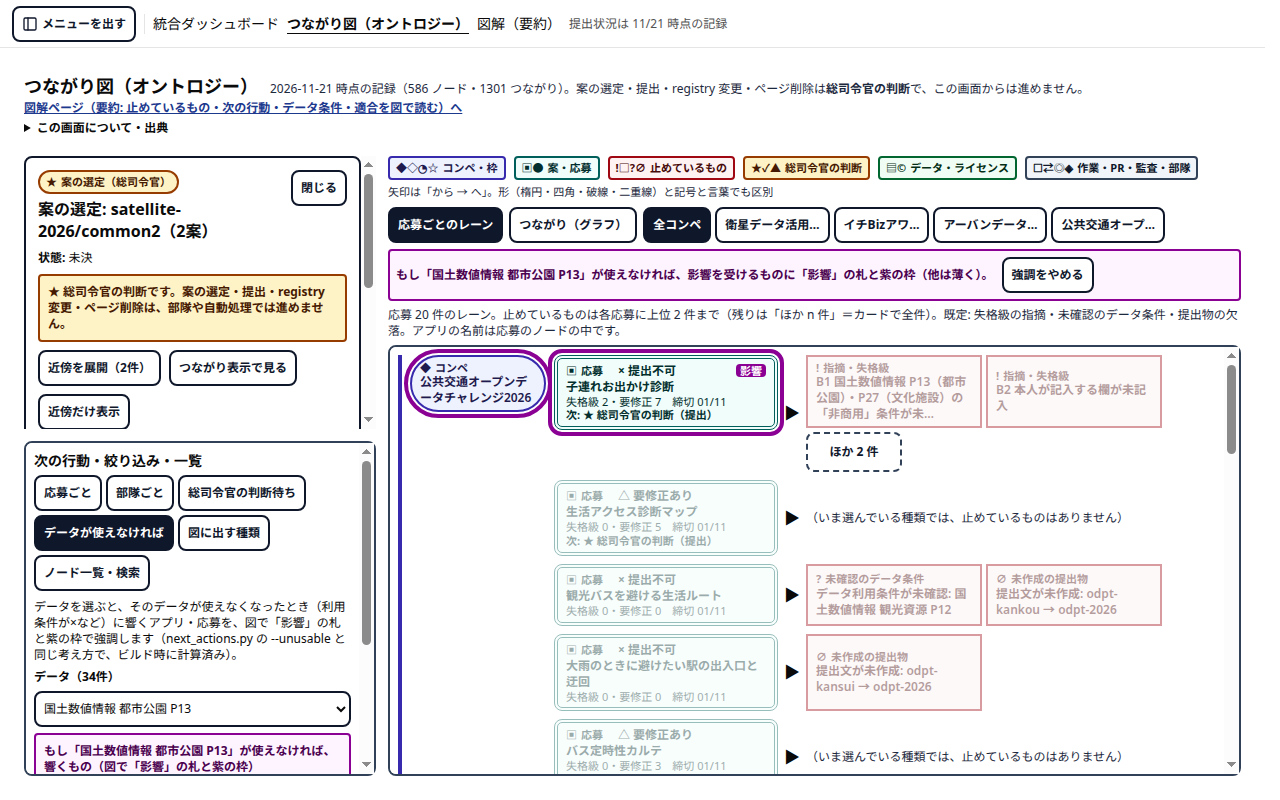 メニューを出す 統合ダッシュボード つながり図（オントロジー） 図解（要約） 提出状況は 11/21 時点の記録
つながり図（オントロジー） 2026-11-21 時点の記録（586 ノード・1301 つながり）。案の選定・提出・registry 変更・ページ削除は総司令官の判断で、この画面からは進めません。
図解ページ（要約: 止めているもの・次の行動・データ条件・適合を図で読む）へ
▶ この画面について・出典
★ 案の選定（総司令官）
閉じる
案の選定: satellite-
2026/common2（2案）
状態: 未決
★ 総司令官の判断です。案の選定・提出・registry
変更・ページ削除は、部隊や自動処理では進めませ
ん。
近傍を展開（2件） つながり表示で見る
近傍だけ表示
次の行動・絞り込み・一覧
応募ごと 部隊ごと 総司令官の判断待ち
データが使えなければ 図に出す種類
ノード一覧・検索
データを選ぶと、そのデータが使えなくなったとき（利用
条件が×など）に響くアプリ・応募を、図で「影響」の札
と紫の枠で強調します（next_actions.py の --unusable と
同じ考え方で、ビルド時に計算済み）。
データ（34件）
国土数値情報 都市公園 P13
もし「国土数値情報 都市公園 P13」が使えなければ、
響くもの（図で「影響」の札と紫の枠）
◆◇◔☆ コンペ・枠 ▣● 案・応募 !□?⊘ 止めているもの ★✓▲ 総司令官の判断 ▤© データ・ライセンス ☐⇄◎◆ 作業・PR・監査・部隊
矢印は「から → へ」。形（楕円・四角・破線・二重線）と記号と言葉でも区別
応募ごとのレーン つながり（グラフ） 全コンペ 衛星データ活用... イチBizアワ... アーバンデータ... 公共交通オープ...
もし「国土数値情報 都市公園 P13」が使えなければ、影響を受けるものに「影響」の札と紫の枠（他は薄く）。 強調をやめる
応募 20 件のレーン。止めているものは各応募に上位 2 件まで（残りは「ほか n 件」＝カードで全件）。既定: 失格級の指摘・未確認のデータ条件・提出物の欠
落。アプリの名前は応募のノードの中です。
◆ コンペ
公共交通オープンデ
ータチャレンジ2026
▣ 応募 × 提出不可 影響
子連れお出かけ診断
失格級 2・要修正 7 締切 01/11
次: ★ 総司令官の判断（提出）
▶
! 指摘・失格級
B1 国土数値情報 P13（都市
公園）・P27（文化施設）の
「非商用」条件が未...
! 指摘・失格級
B2 本人が記入する欄が未記
入
ほか 2 件
▣ 応募 △ 要修正あり
生活アクセス診断マップ
失格級 0・要修正 5 締切 01/11
次: ★ 総司令官の判断（提出）
▶ （いま選んでいる種類では、止めているものはありません）
▣ 応募 × 提出不可
観光バスを避ける生活ルート
失格級 0・要修正 0 締切 01/11
▶
? 未確認のデータ条件
データ利用条件が未確認: 国
土数値情報 観光資源 P12
⊘ 未作成の提出物
提出文が未作成: odpt-
kankou → odpt-2026
▣ 応募 × 提出不可
大雨のときに避けたい駅の出入口と
迂回
失格級 0・要修正 0 締切 01/11
▶
⊘ 未作成の提出物
提出文が未作成: odpt-
kansui → odpt-2026
▣ 応募 △ 要修正あり
バス定時性カルテ
失格級 0・要修正 3 締切 01/11
▶ （いま選んでいる種類では、止めているものはありません）